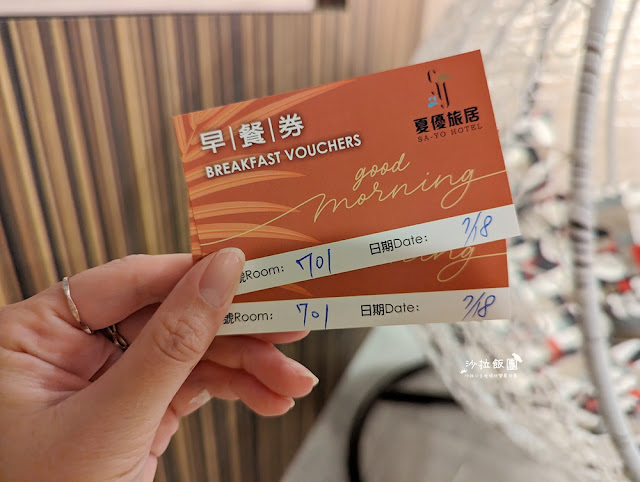 早|餐|券
BREAKFAST VOUCHERS
夏優旅居
SA-YO HOTEL
good
morning
號Room: 701 日期Date: 7/18
ing
號Room: 701 日期Date: 7/18
沙拉飯團